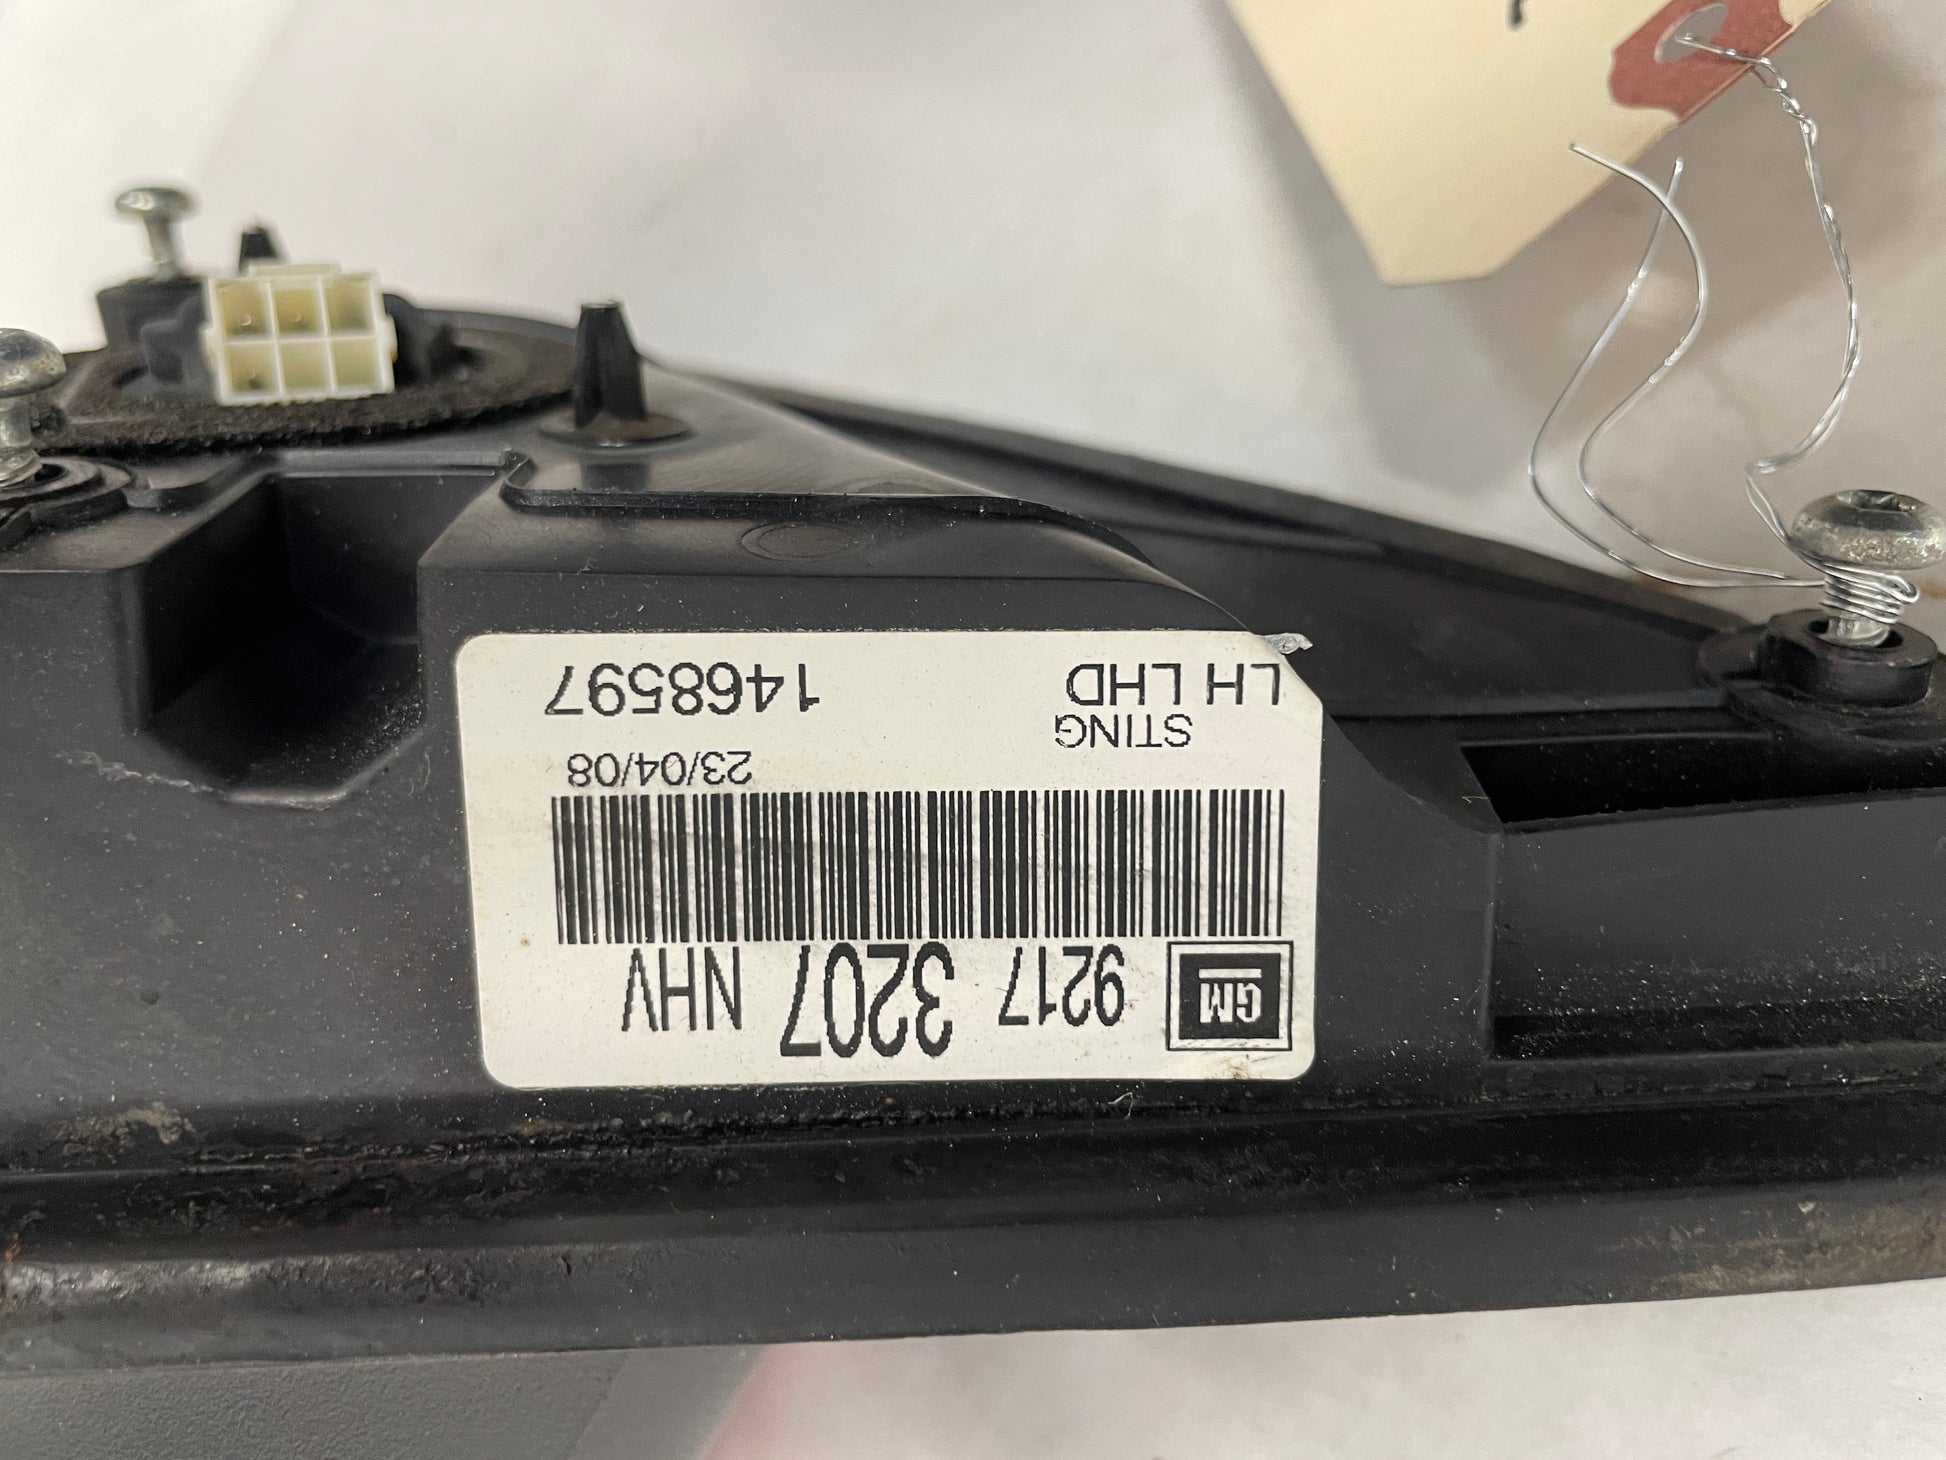 GM 9217 3207 NHV
23/04/08
STING
LH LHD 1468597